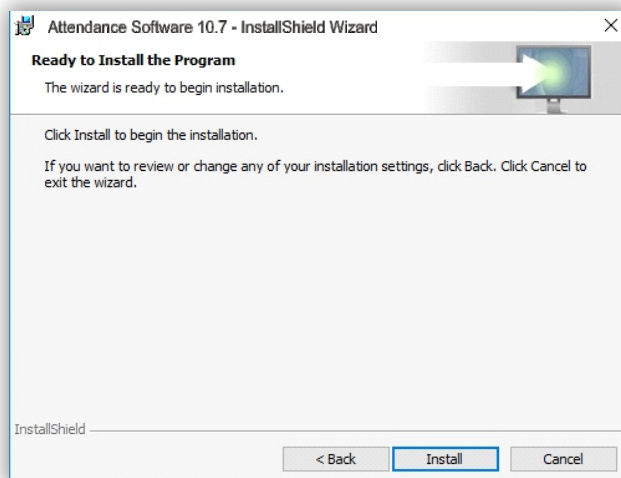 Attendance Software 10.7 - InstallShield Wizard
Ready to Install the Program
The wizard is ready to begin installation.
Click Install to begin the installation.
If you want to review or change any of your installation settings, click Back. Click Cancel to
exit the wizard.
InstallShield
< Back
Install
Cancel